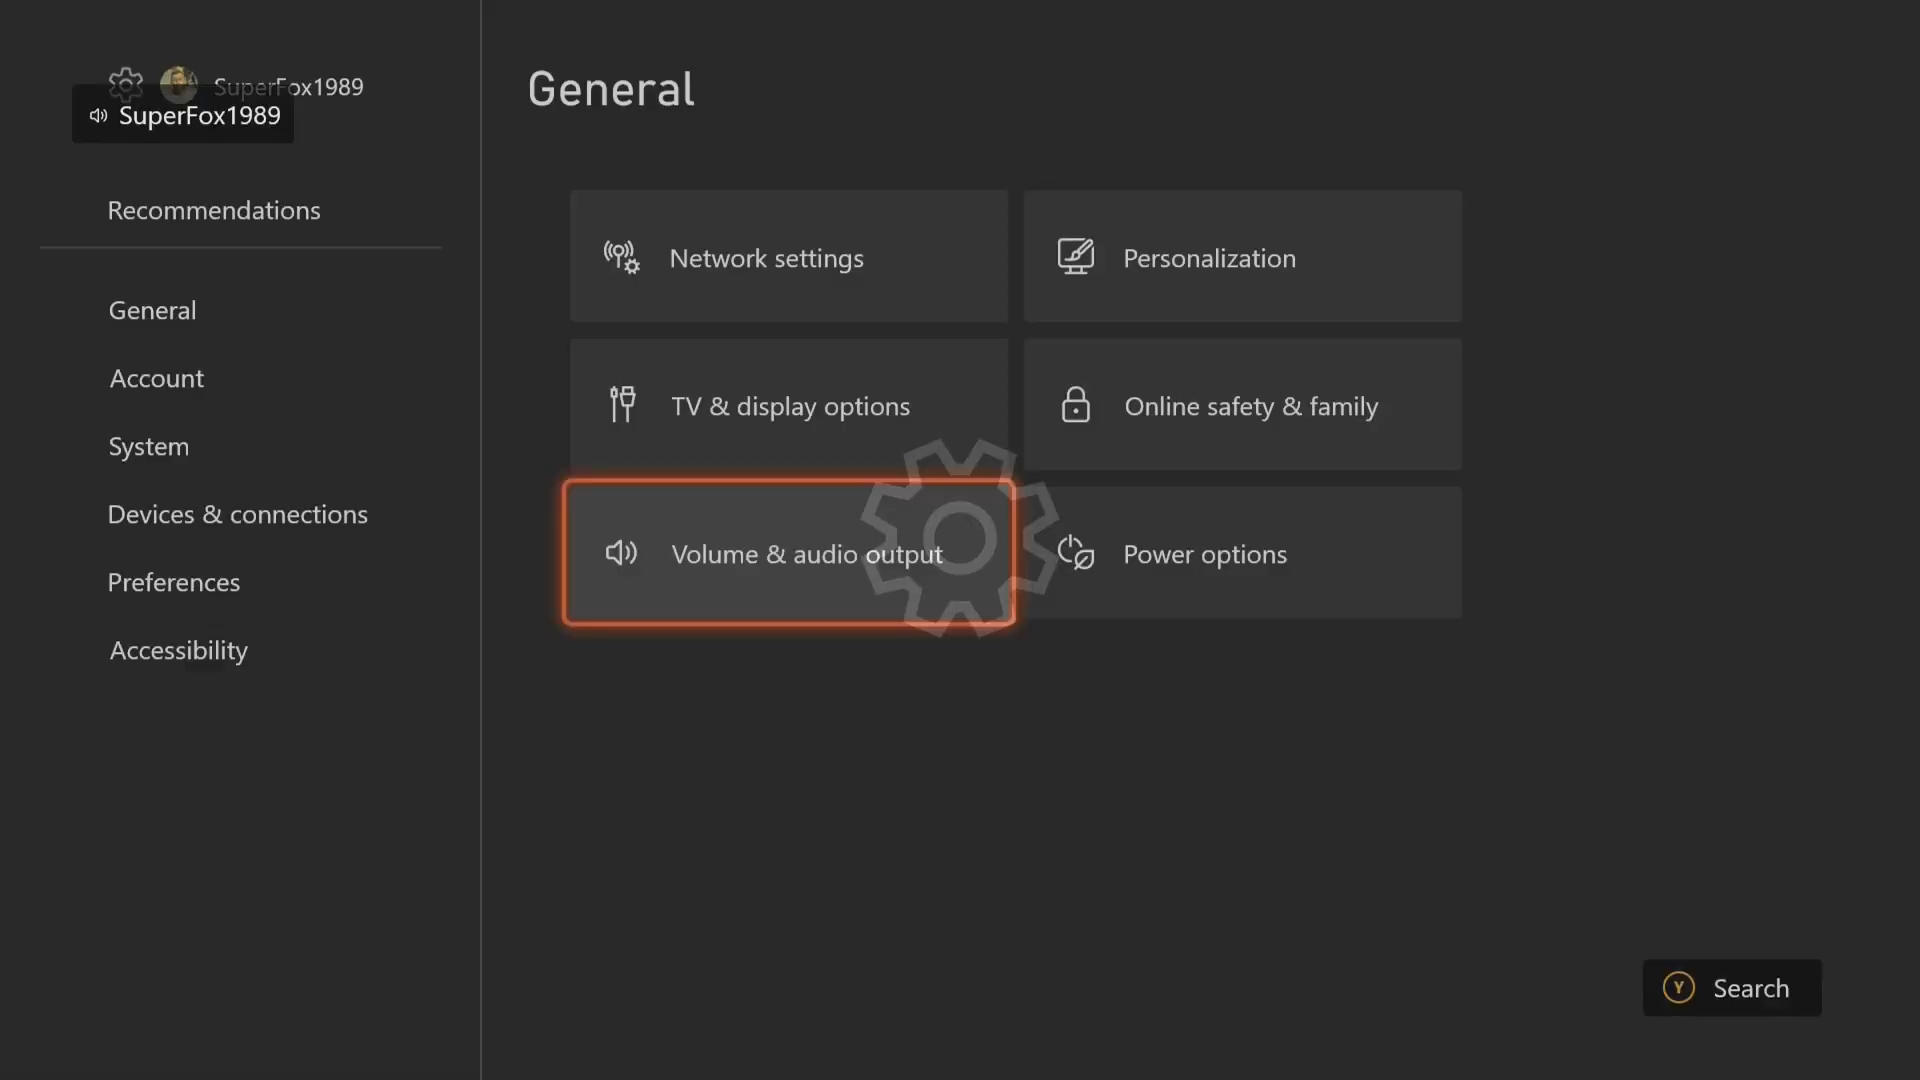 SuperFox1989
SuperFox1989
Recommendations
General
Account
System
Devices & connections
Preferences
Accessibility
General
Network settings
Personalization
TV & display options
Online safety & family
Volume & audio output
Power options
Y Search